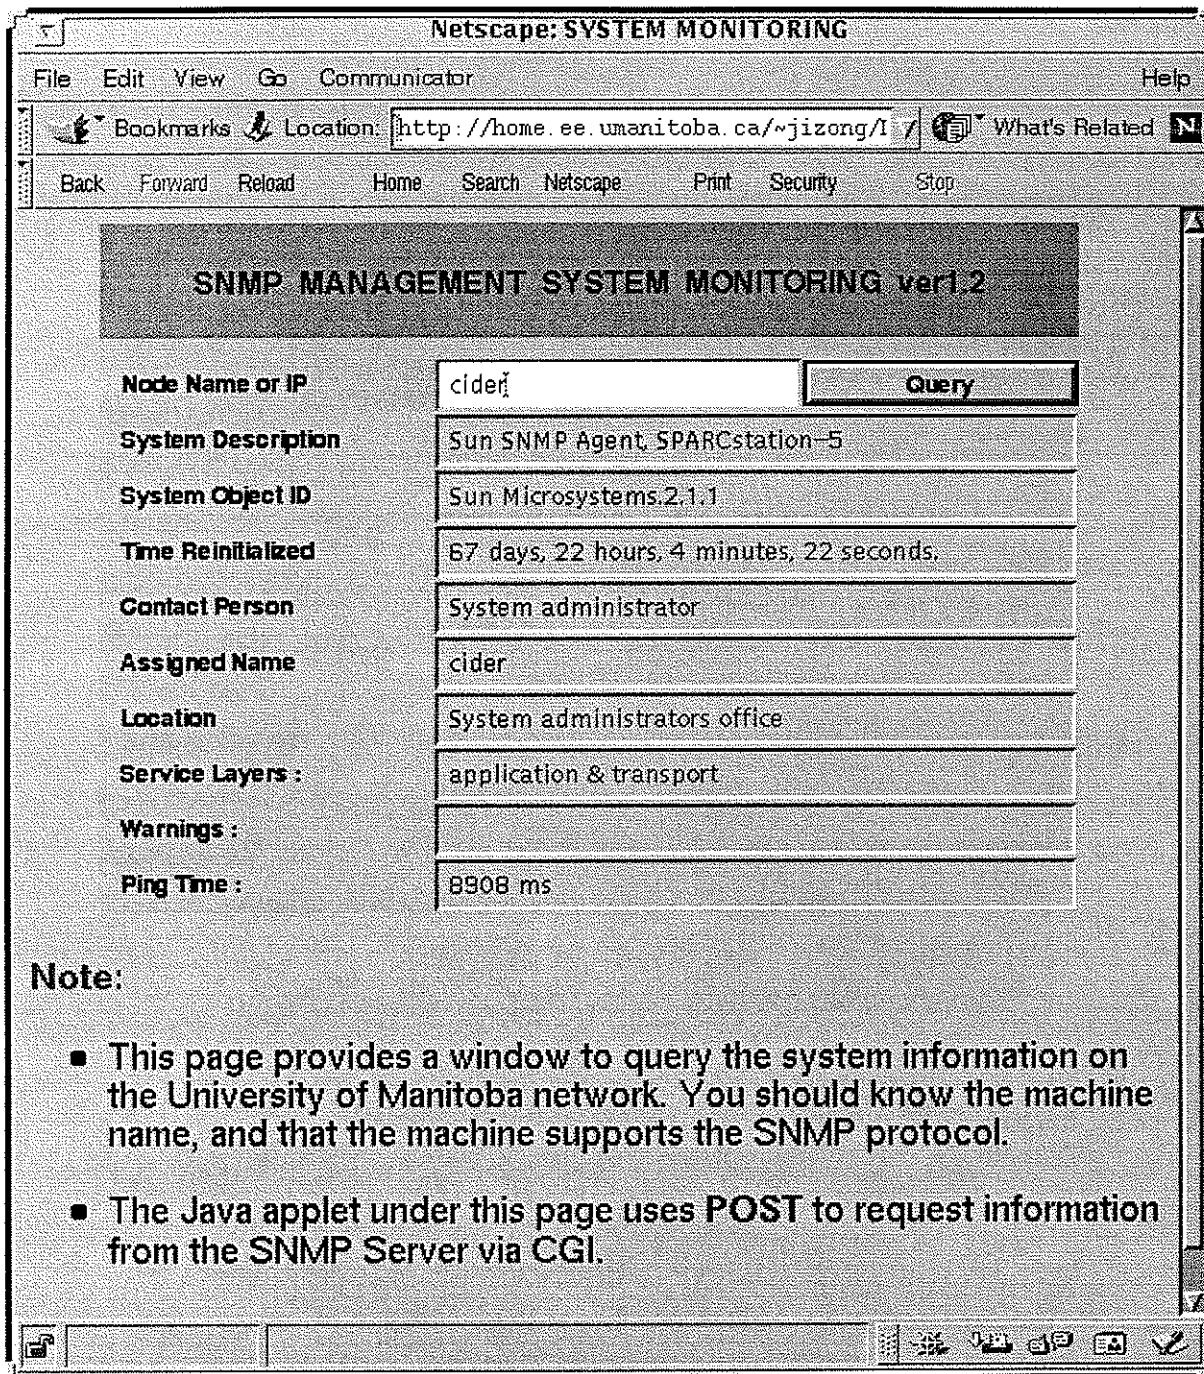 Netscape: SYSTEM MONITORING
File Edit View Go Communicator Help
Bookmarks Location: http://home.ee.umanitoba.ca/~jizong/I What's Related N
Back Forward Reload Home Search Netscape Print Security Stop
SNMP MANAGEMENT SYSTEM MONITORING ver1.2
Node Name or IP cider Query
System Description Sun SNMP Agent, SPARCstation-5
System Object ID Sun Microsystems.2.1.1
Time Reinitialized 67 days, 22 hours, 4 minutes, 22 seconds.
Contact Person System administrator
Assigned Name cider
Location System administrators office
Service Layers : application & transport
Warnings :
Ping Time : 8908 ms
Note:
This page provides a window to query the system information on
the University of Manitoba network. You should know the machine
name, and that the machine supports the SNMP protocol.
The Java applet under this page uses POST to request information
from the SNMP Server via CGI.